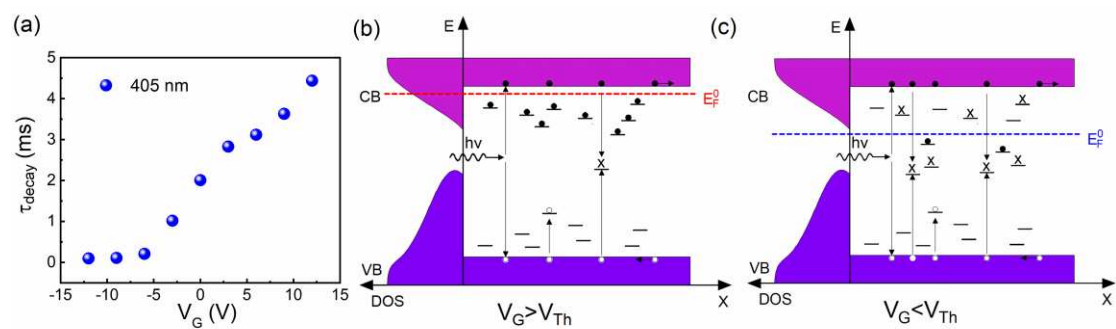 (a)
5
4
3
2
1
0
τdecay (ms)
405 nm
-15 -10 -5 0 5 10 15
VG (V)
(b)
E
CB
E⁰F
hν
X
VB
DOS
VG>VTh
X
(c)
E
CB
X
X
X
E⁰F
hν
X
X
X
X
VB
DOS
VG<VTh
X